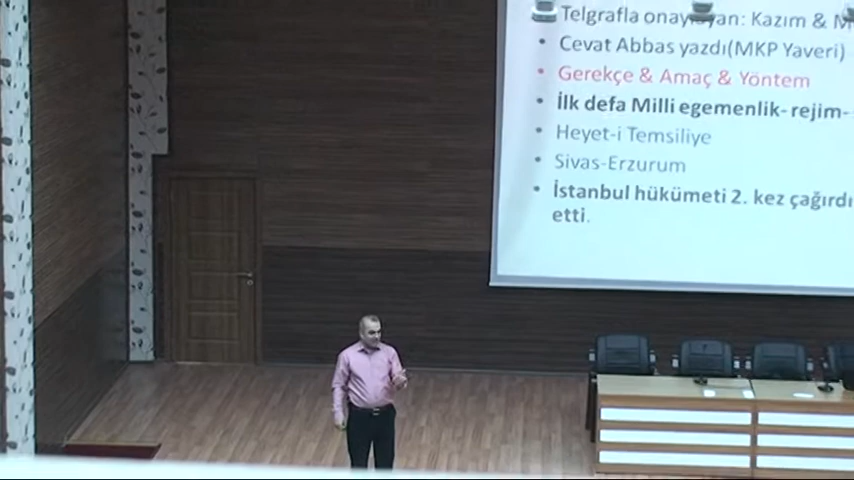 Telgrafla onaylayan: Kazım & M
• Cevat Abbas yazdı(MKP Yaveri)
• Gerekçe & Amaç & Yöntem
• İlk defa Milli egemenlik-rejim-
• Heyet-i Temsiliye
• Sivas-Erzurum
• İstanbul hükümeti 2. kez çağırdı
etti.